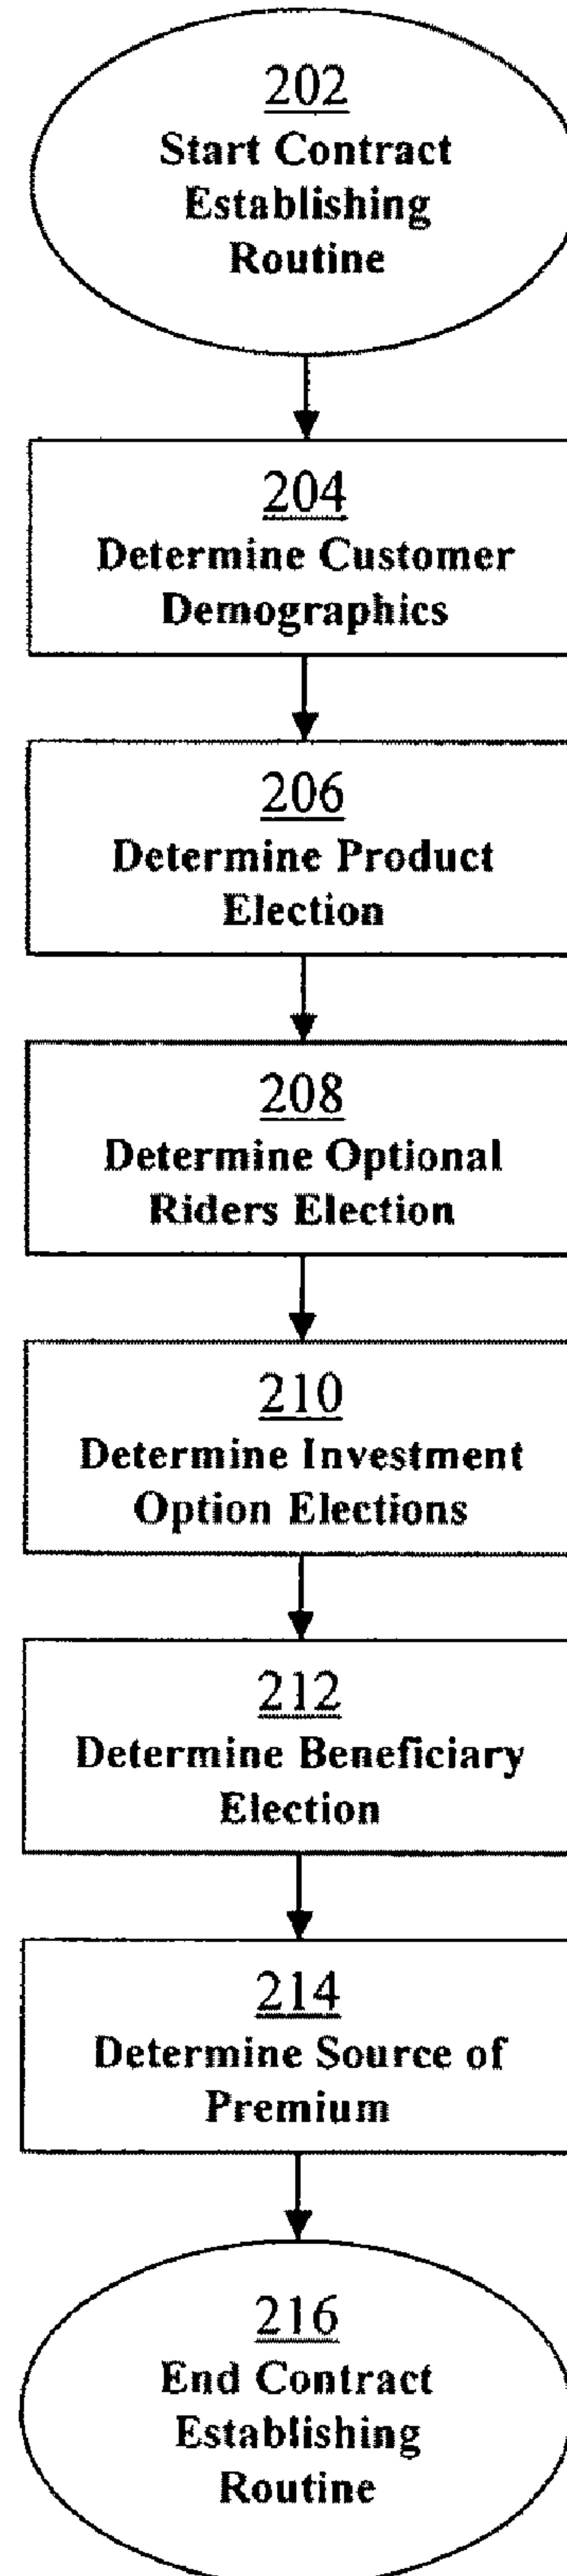 202
Start Contract
Establishing
Routine
204
Determine Customer
Demographics
206
Determine Product
Election
208
Determine Optional
Riders Election
210
Determine Investment
Option Elections
212
Determine Beneficiary
Election
214
Determine Source of
Premium
216
End Contract
Establishing
Routine